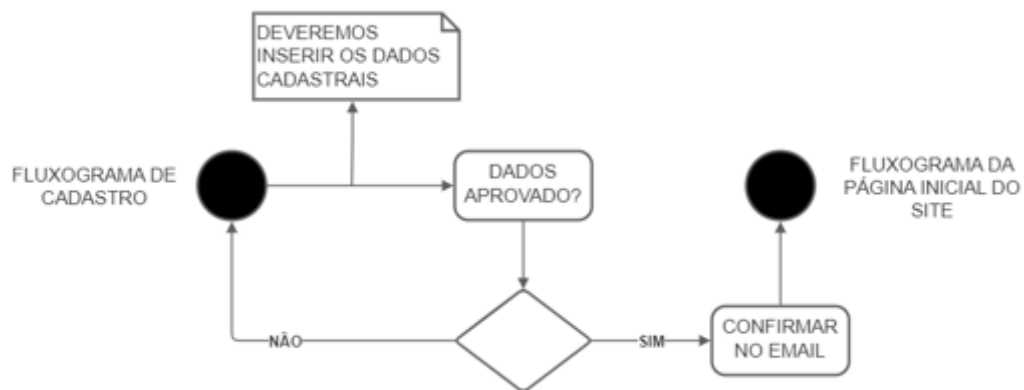 DEVEREMOS
INSERIR OS DADOS
CADASTRAIS
FLUXOGRAMA DE
CADASTRO
DADOS
APROVADO?
FLUXOGRAMA DA
PÁGINA INICIAL DO
SITE
NÃO
SIM
CONFIRMAR
NO EMAIL